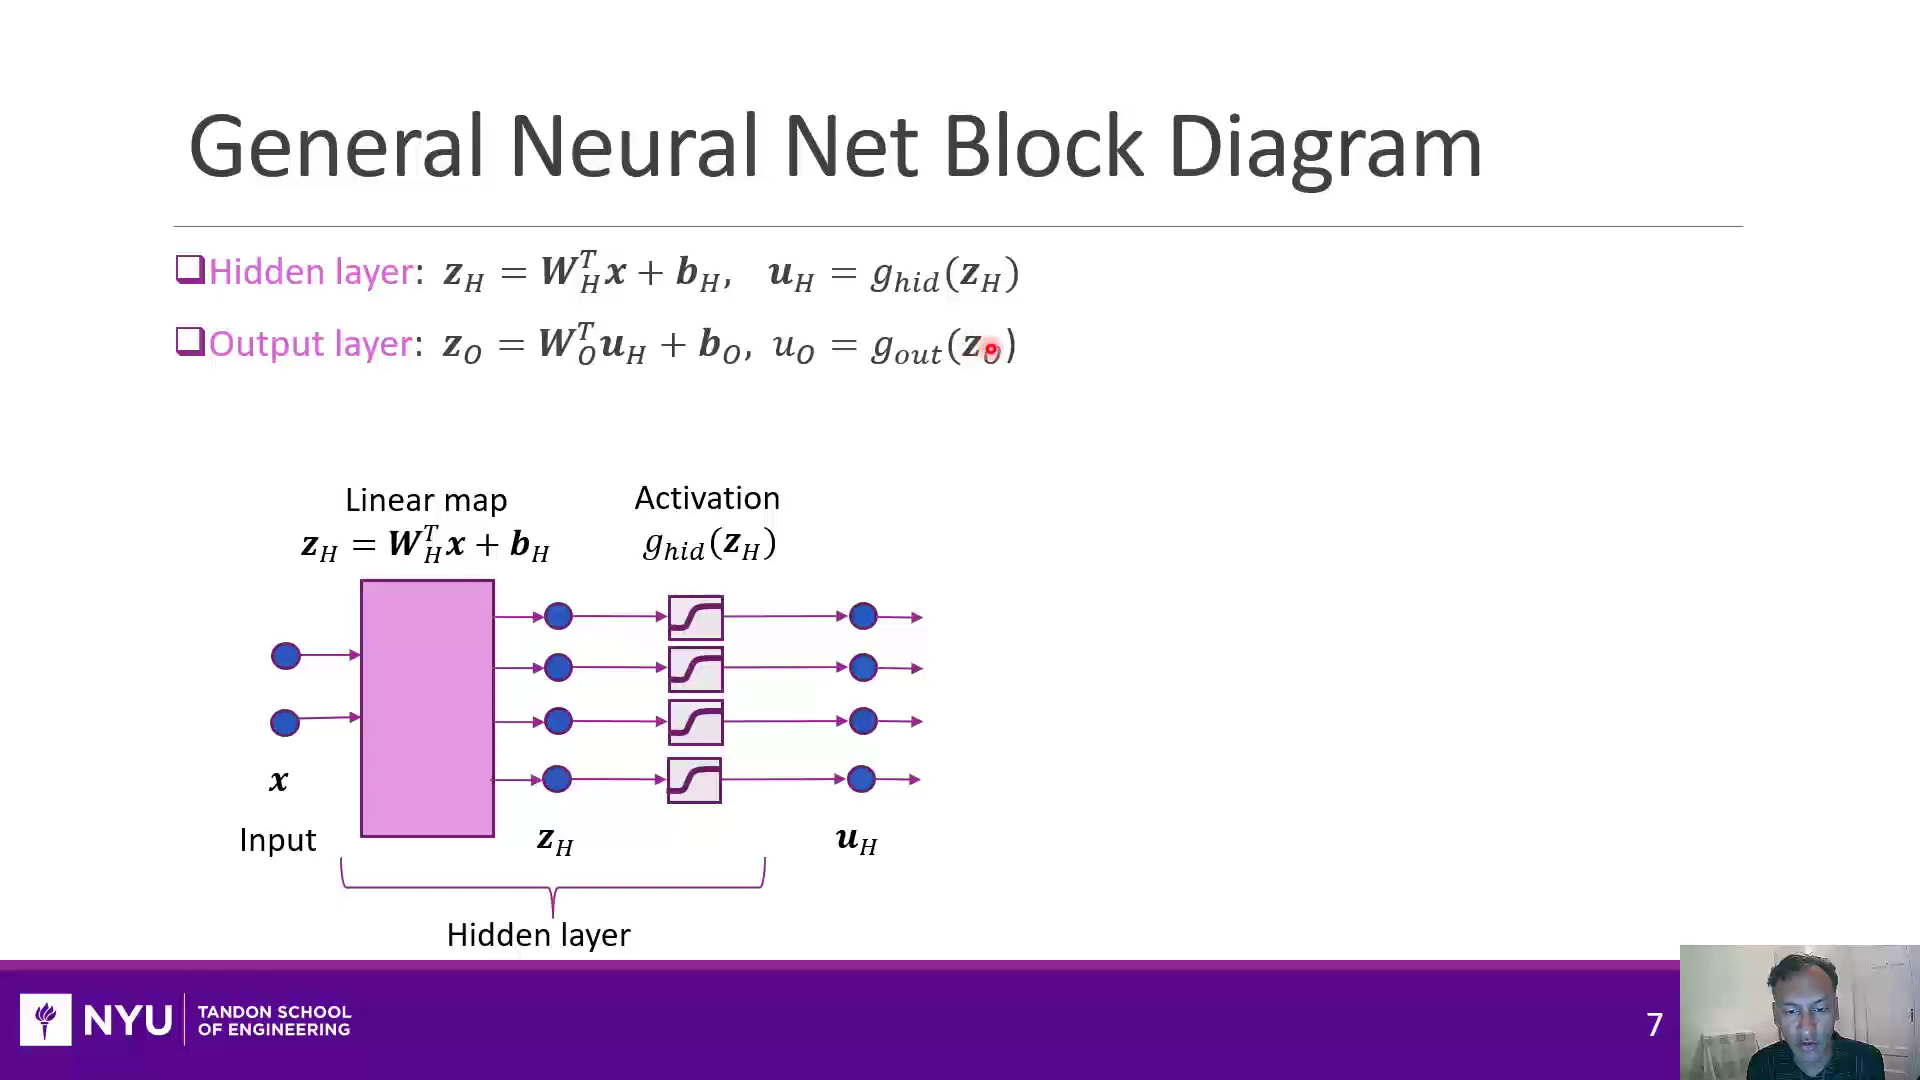 General Neural Net Block Diagram
❑Hidden layer: z_H = W_H^T x + b_H, u_H = g_hid(z_H)
❑Output layer: z_O = W_O^T u_H + b_O, u_O = g_out(z_O)
Linear map Activation
z_H = W_H^T x + b_H g_hid(z_H)
x
Input z_H u_H
Hidden layer
NYU TANDON SCHOOL
OF ENGINEERING
7